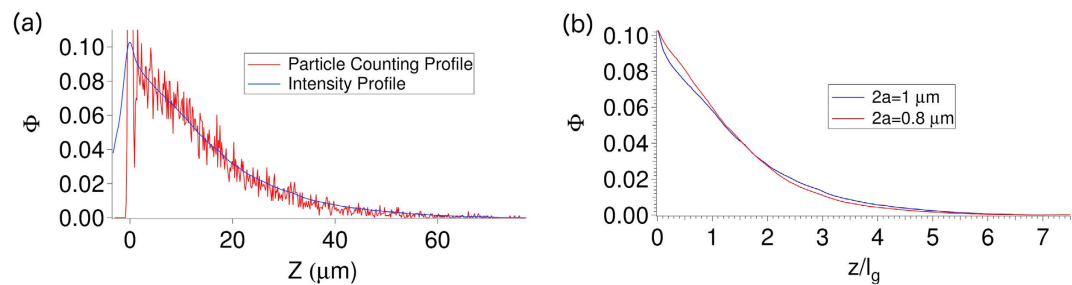 (a)
Φ
0.10
0.08
0.06
0.04
0.02
0.00
Particle Counting Profile
Intensity Profile
0
20
40
60
Z (μm)
(b)
Φ
0.10
0.08
0.06
0.04
0.02
0.00
2a=1 μm
2a=0.8 μm
0
1
2
3
4
5
6
7
z/lg